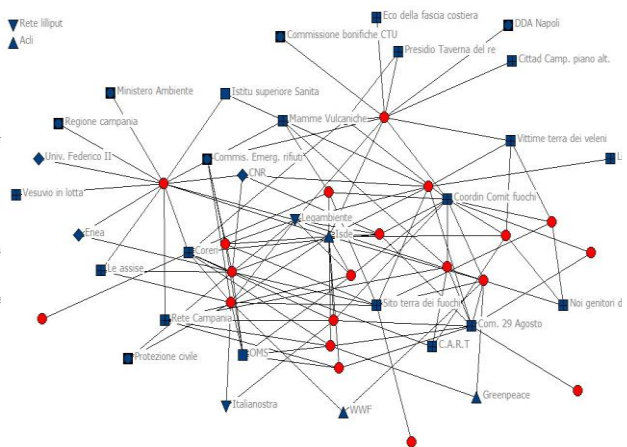 Rete lilliput
Acli
Eco della fascia costiera
Commissione bonifiche CTU
DDA Napoli
Presidio Taverna del re
Cittad Camp. piano alt.
Ministero Ambiente
Istitu superiore Sanita
Regione campania
Mamme Vulcaniche
Vittime terra dei veleni
Univ. Federico II
Commis. Emerg. rifiuti
CNR
Vesuvio in lotta
Coordin Comit fuochi
Legambiente
Enea
Isde
Coreri
Le assise
Sito terra dei fuochi
Noi genitori d
Rete Campania
Com. 29 Agosto
C.A.R.T
Protezione civile
OMS
Greenpeace
Italianostra
WWF